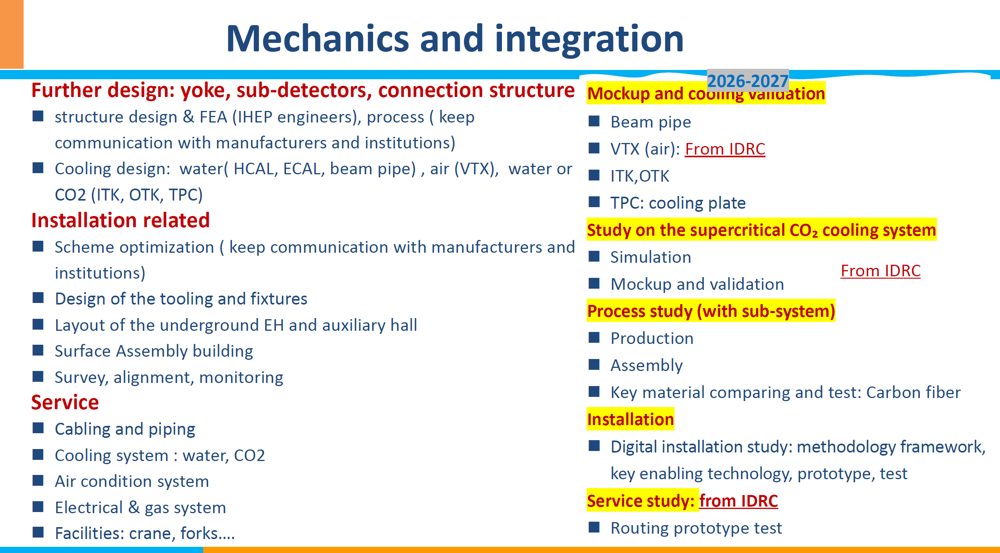 Mechanics and integration
Further design: yoke, sub-detectors, connection structure
structure design & FEA (IHEP engineers), process ( keep
communication with manufacturers and institutions)
Cooling design:  water( HCAL, ECAL, beam pipe) , air (VTX),  water or
CO2 (ITK, OTK, TPC)
Installation related
Scheme optimization ( keep communication with manufacturers and
institutions)
Design of the tooling and fixtures
Layout of the underground EH and auxiliary hall
Surface Assembly building
Survey, alignment, monitoring
Service
Cabling and piping
Cooling system : water, CO2
Air condition system
Electrical & gas system
Facilities: crane, forks....
2026-2027
Mockup and cooling validation
Beam pipe
VTX (air): From IDRC
ITK,OTK
TPC: cooling plate
Study on the supercritical CO₂ cooling system
Simulation
From IDRC
Mockup and validation
Process study (with sub-system)
Production
Assembly
Key material comparing and test: Carbon fiber
Installation
Digital installation study: methodology framework,
key enabling technology, prototype, test
Service study: from IDRC
Routing prototype test